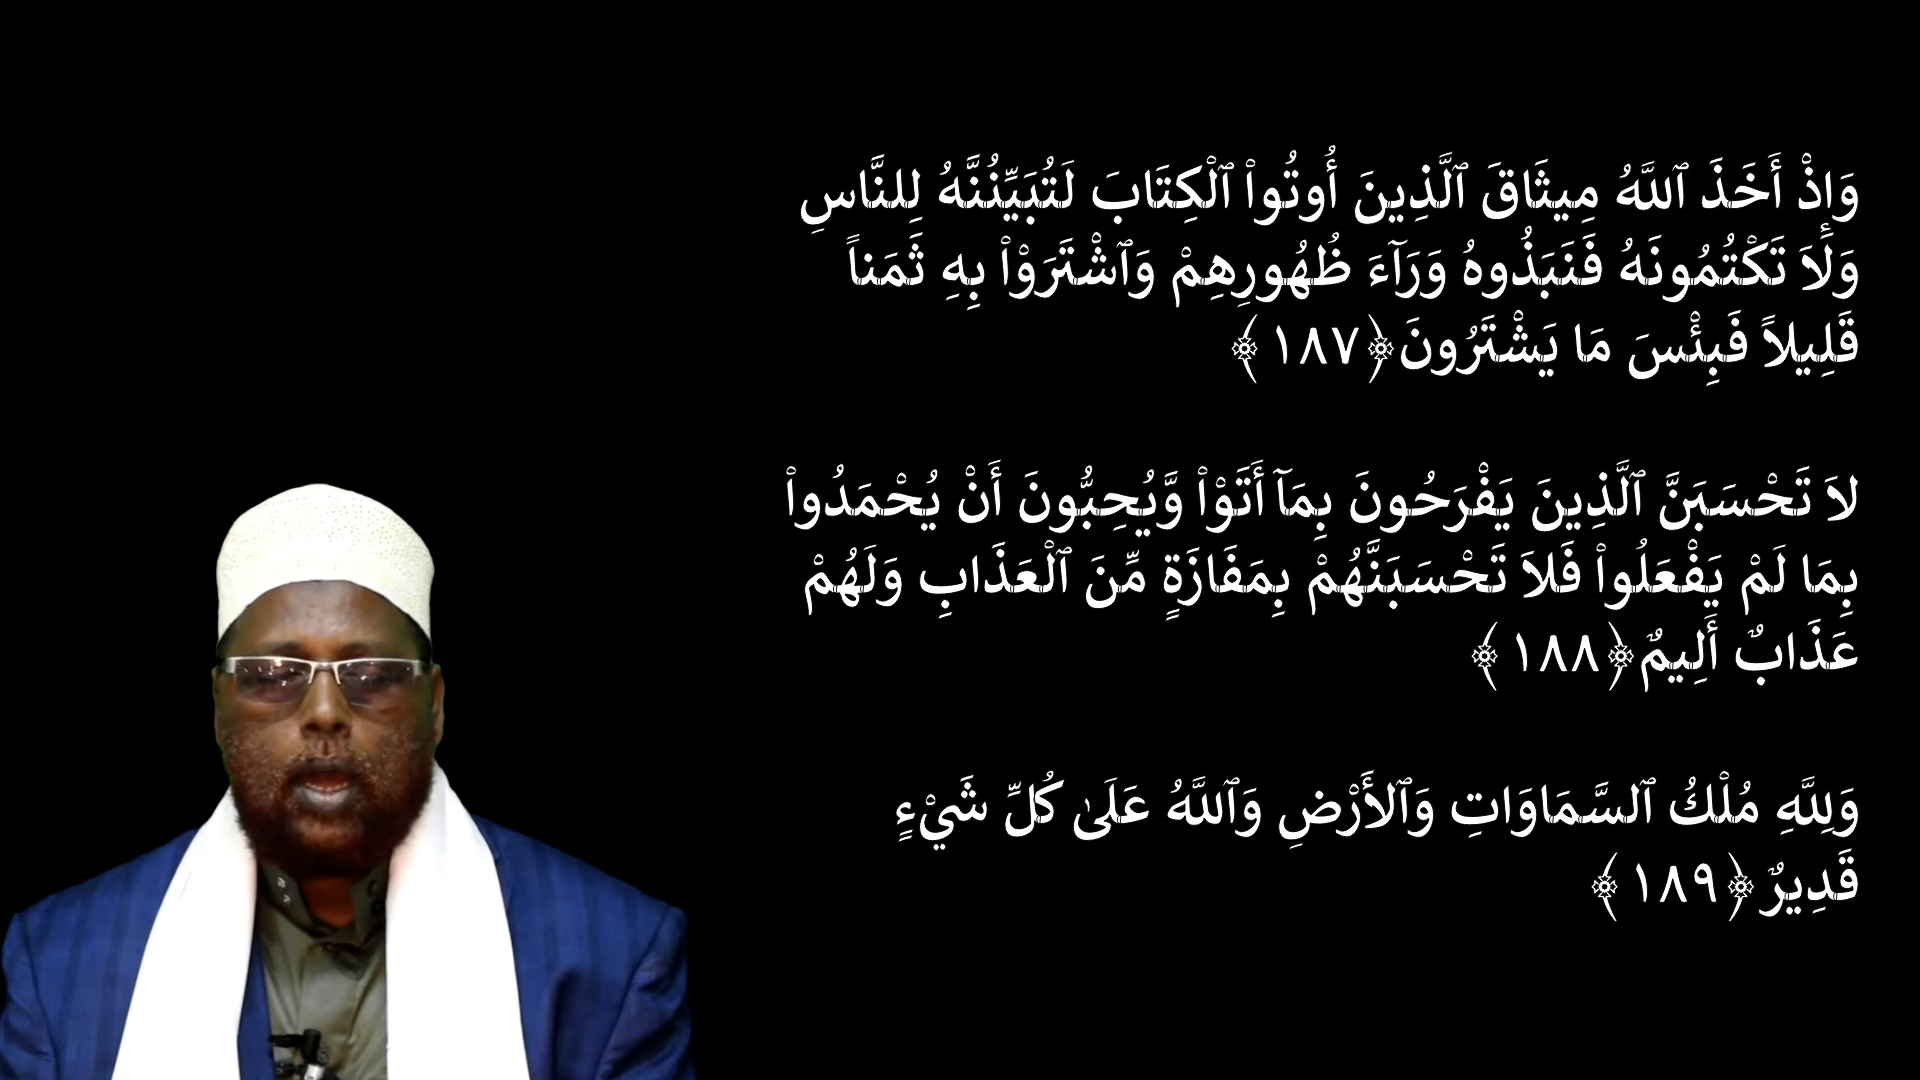 وَإِذْ أَخَذَ ٱللَّهُ مِيثَاقَ ٱلَّذِينَ أُوتُواْ ٱلْكِتَابَ لَتُبَيِّنُنَّهُ لِلنَّاسِ
وَلاَ تَكْتُمُونَهُ فَنَبَذُوهُ وَرَآءَ ظُهُورِهِمْ وَٱشْتَرَوْاْ بِهِ ثَمَناً
قَلِيلاً فَبِئْسَ مَا يَشْتَرُونَ﴿١٨٧﴾
لاَ تَحْسَبَنَّ ٱلَّذِينَ يَفْرَحُونَ بِمَآ أَتَوْاْ وَّيُحِبُّونَ أَنْ يُحْمَدُواْ
بِمَا لَمْ يَفْعَلُواْ فَلاَ تَحْسَبَنَّهُمْ بِمَفَازَةٍ مِّنَ ٱلْعَذَابِ وَلَهُمْ
عَذَابٌ أَلِيمٌ﴿١٨٨﴾
وَلِلَّهِ مُلْكُ ٱلسَّمَاوَاتِ وَٱلأَرْضِ وَٱللَّهُ عَلَىٰ كُلِّ شَيْءٍ
قَدِيرٌ﴿١٨٩﴾